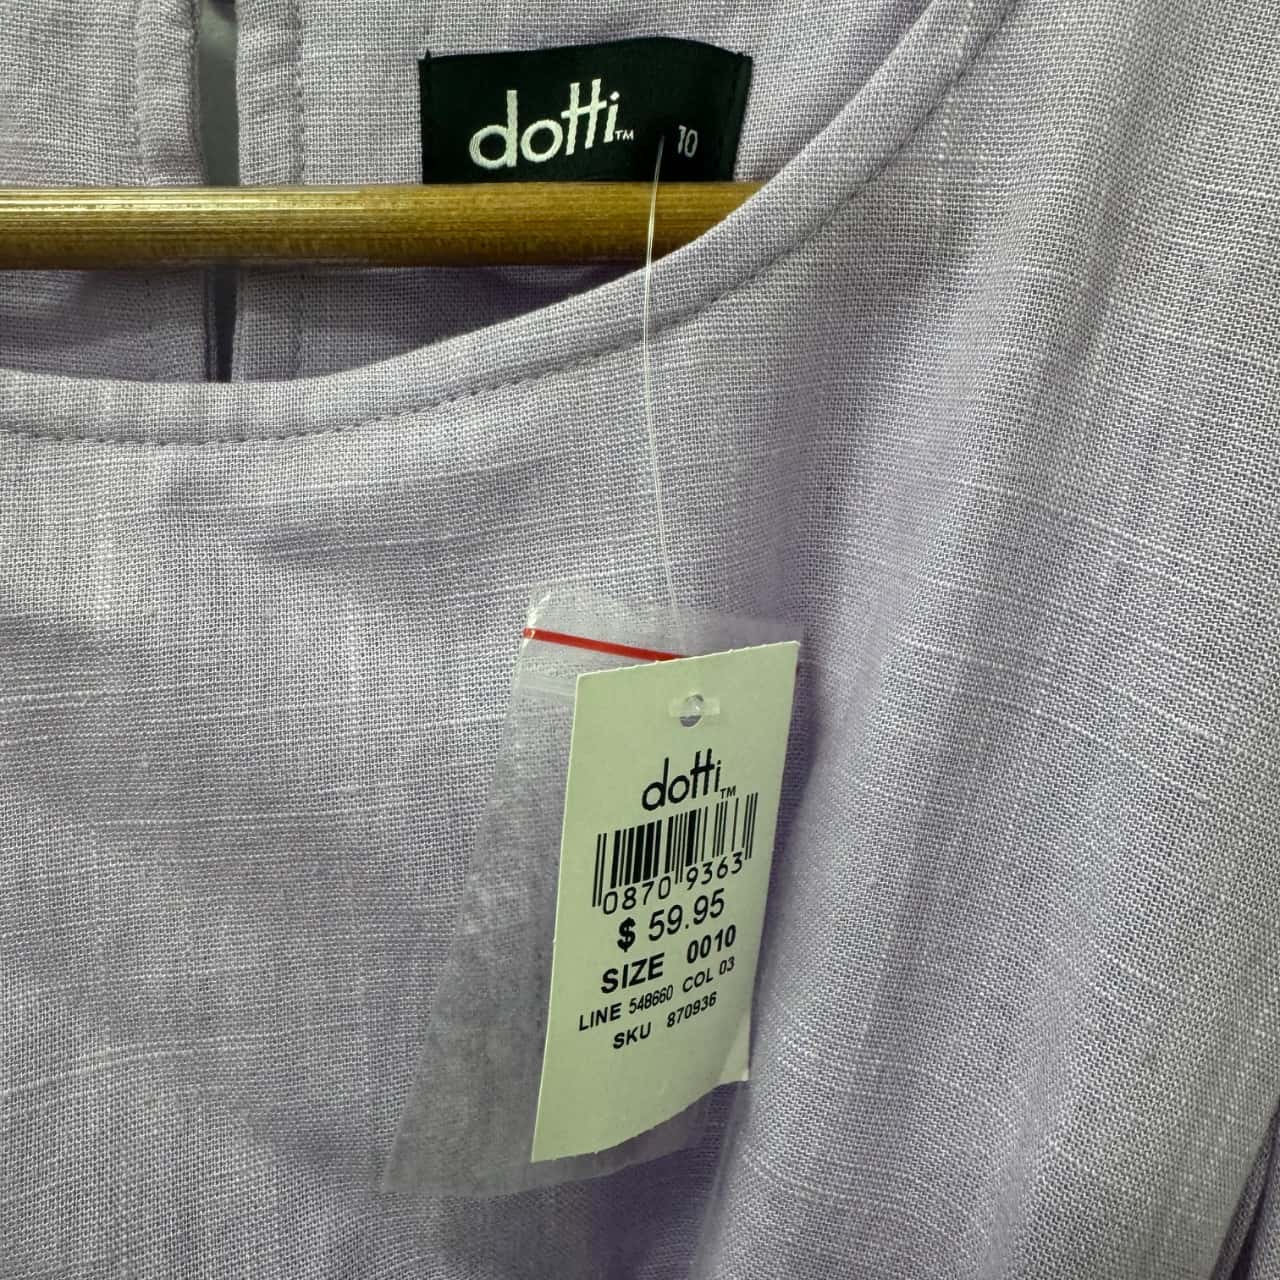 dotti™ 10
dotti™
0870 9363
$ 59.95
SIZE 0010
LINE 548660 COL 03
SKU 870936